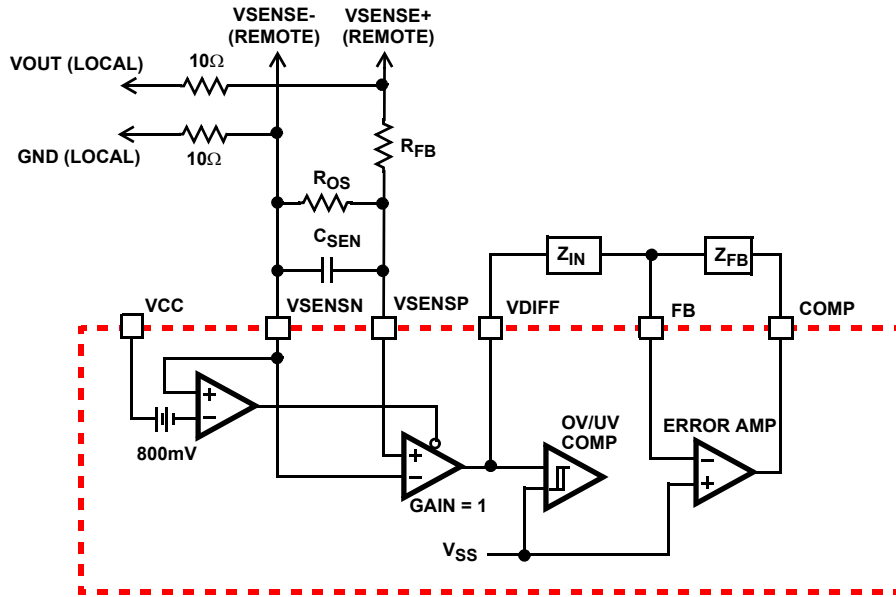 VSENSE-
(REMOTE)
VSENSE+
(REMOTE)
VOUT (LOCAL)
10Ω
GND (LOCAL)
10Ω
RFB
ROS
CSEN
ZIN
ZFB
VCC
VSENSN
VSENSP
VDIFF
FB
COMP
+
−
800mV
+
−
GAIN = 1
OV/UV
COMP
ERROR AMP
−
+
VSS